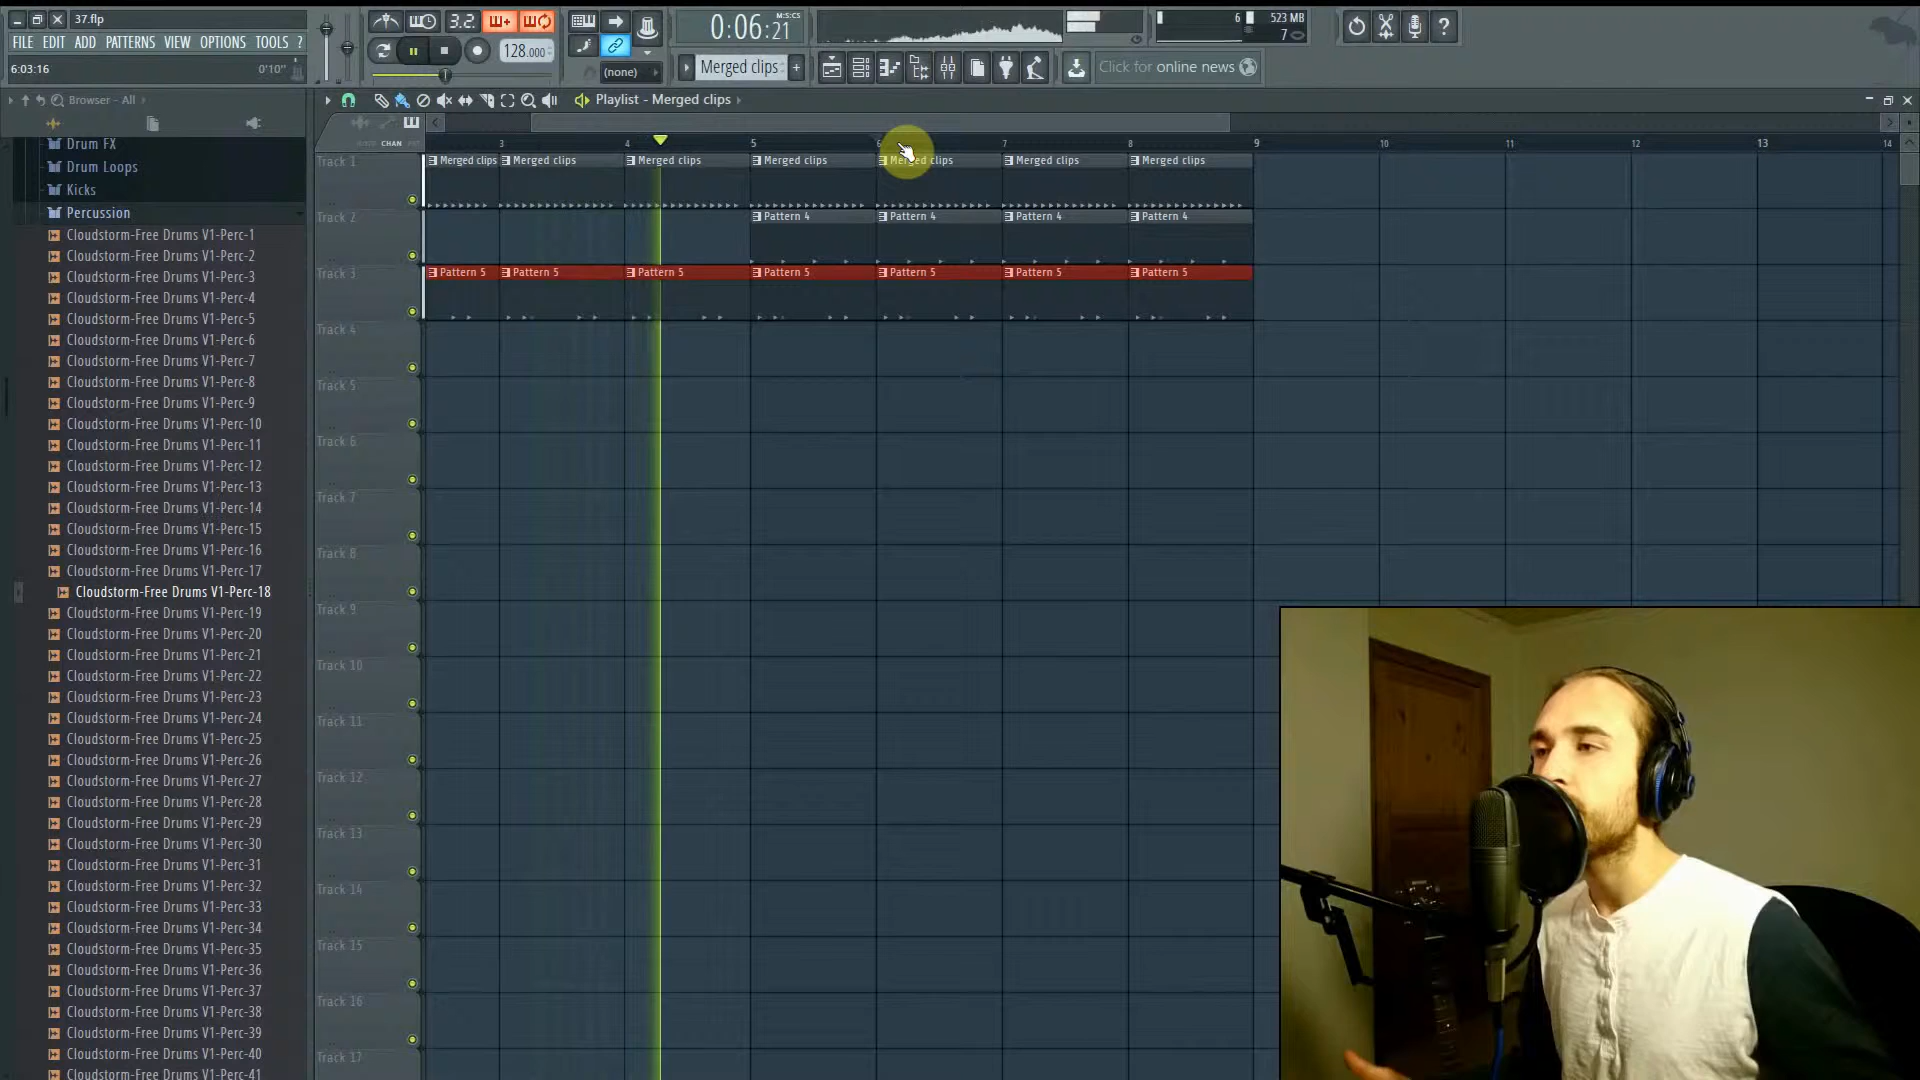 37.flp
FILE EDIT ADD PATTERNS VIEW OPTIONS TOOLS ?
6:03:16 0'10"
3.2
128.000
(none)
0:06:21
M:S:CS
6 523 MB
7
Merged clips
Click for online news
Browser - All
Playlist - Merged clips
CHAN
3 4 5 6 7 8 9 10 11 12 13 14
Drum FX
Drum Loops
Kicks
Percussion
Cloudstorm-Free Drums V1-Perc-1
Cloudstorm-Free Drums V1-Perc-2
Cloudstorm-Free Drums V1-Perc-3
Cloudstorm-Free Drums V1-Perc-4
Cloudstorm-Free Drums V1-Perc-5
Cloudstorm-Free Drums V1-Perc-6
Cloudstorm-Free Drums V1-Perc-7
Cloudstorm-Free Drums V1-Perc-8
Cloudstorm-Free Drums V1-Perc-9
Cloudstorm-Free Drums V1-Perc-10
Cloudstorm-Free Drums V1-Perc-11
Cloudstorm-Free Drums V1-Perc-12
Cloudstorm-Free Drums V1-Perc-13
Cloudstorm-Free Drums V1-Perc-14
Cloudstorm-Free Drums V1-Perc-15
Cloudstorm-Free Drums V1-Perc-16
Cloudstorm-Free Drums V1-Perc-17
Cloudstorm-Free Drums V1-Perc-18
Cloudstorm-Free Drums V1-Perc-19
Cloudstorm-Free Drums V1-Perc-20
Cloudstorm-Free Drums V1-Perc-21
Cloudstorm-Free Drums V1-Perc-22
Cloudstorm-Free Drums V1-Perc-23
Cloudstorm-Free Drums V1-Perc-24
Cloudstorm-Free Drums V1-Perc-25
Cloudstorm-Free Drums V1-Perc-26
Cloudstorm-Free Drums V1-Perc-27
Cloudstorm-Free Drums V1-Perc-28
Cloudstorm-Free Drums V1-Perc-29
Cloudstorm-Free Drums V1-Perc-30
Cloudstorm-Free Drums V1-Perc-31
Cloudstorm-Free Drums V1-Perc-32
Cloudstorm-Free Drums V1-Perc-33
Cloudstorm-Free Drums V1-Perc-34
Cloudstorm-Free Drums V1-Perc-35
Cloudstorm-Free Drums V1-Perc-36
Cloudstorm-Free Drums V1-Perc-37
Cloudstorm-Free Drums V1-Perc-38
Cloudstorm-Free Drums V1-Perc-39
Cloudstorm-Free Drums V1-Perc-40
Cloudstorm-Free Drums V1-Perc-41
Track 1 Merged clips Merged clips Merged clips Merged clips Merged clips Merged clips Merged clips
Track 2 Pattern 4 Pattern 4 Pattern 4 Pattern 4
Track 3 Pattern 5 Pattern 5 Pattern 5 Pattern 5 Pattern 5 Pattern 5 Pattern 5
Track 4
Track 5
Track 6
Track 7
Track 8
Track 9
Track 10
Track 11
Track 12
Track 13
Track 14
Track 15
Track 16
Track 17